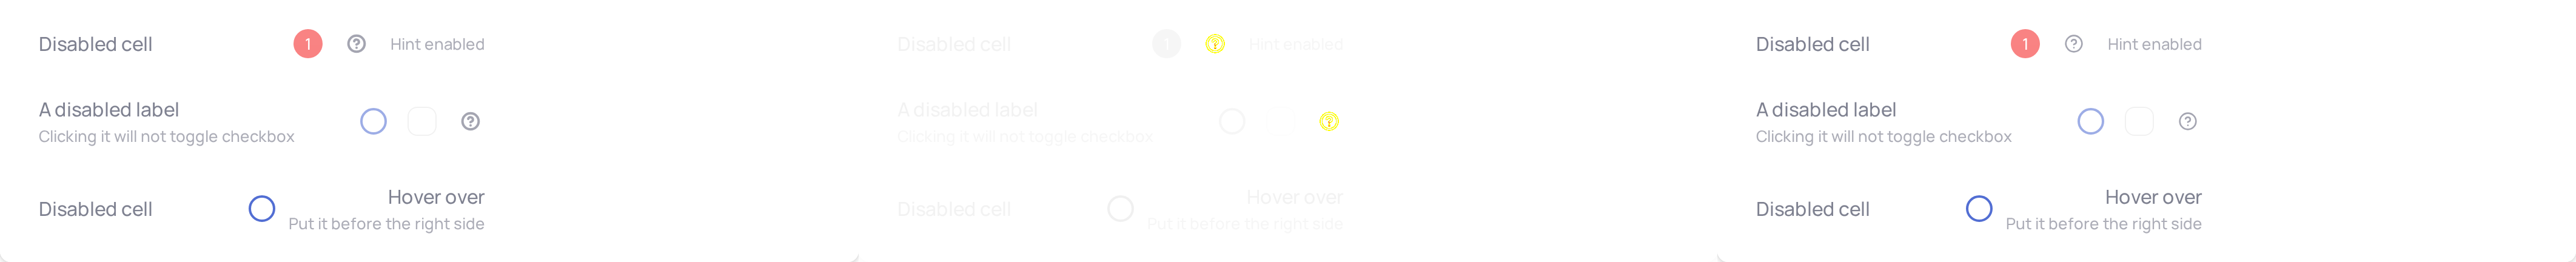 Disabled cell 1 ? Hint enabled
A disabled label
Clicking it will not toggle checkbox ?
Disabled cell Hover over
Put it before the right side
Disabled cell 1 ? Hint enabled
A disabled label
Clicking it will not toggle checkbox ?
Disabled cell Hover over
Put it before the right side
Disabled cell 1 ? Hint enabled
A disabled label
Clicking it will not toggle checkbox ?
Disabled cell Hover over
Put it before the right side